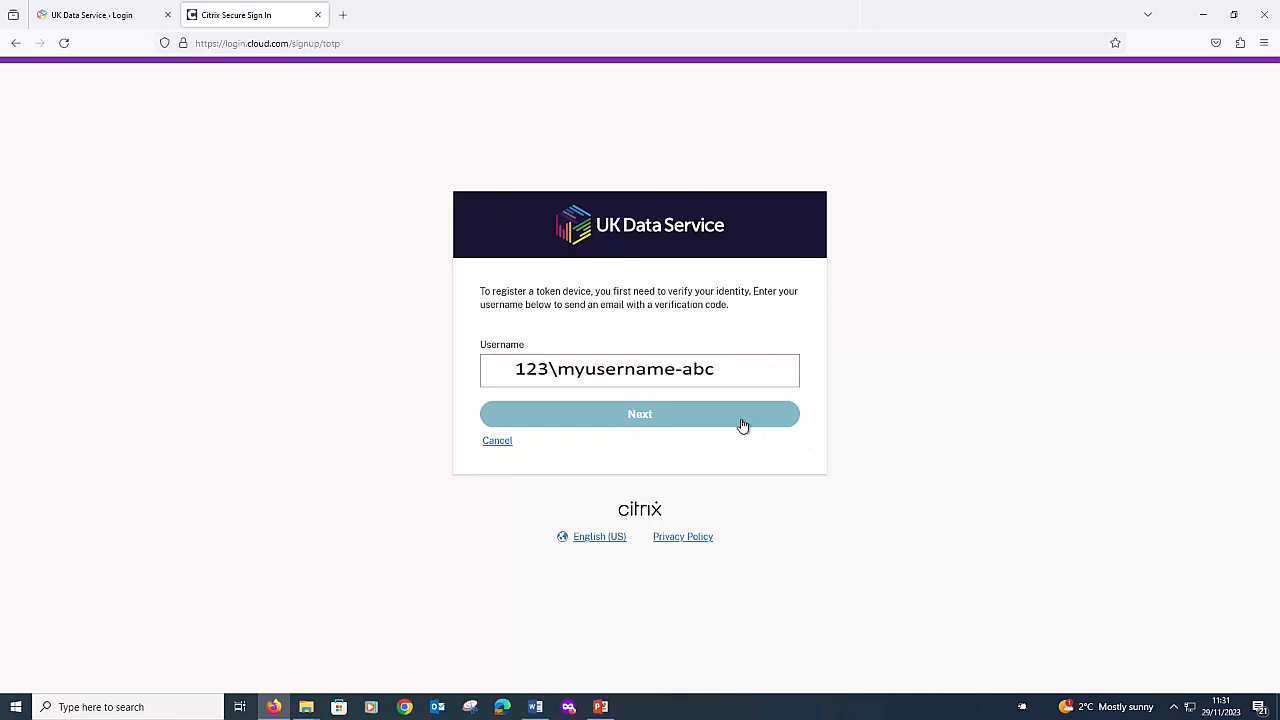 UK Data Service › Login
Citrix Secure Sign In
https://login.cloud.com/signup/totp
UK Data Service
To register a token device, you first need to verify your identity. Enter your
username below to send an email with a verification code.
Username
123\myusername-abc
Next
Cancel
citrix
English (US) Privacy Policy
Type here to search
2°C Mostly sunny
11:31
29/11/2023